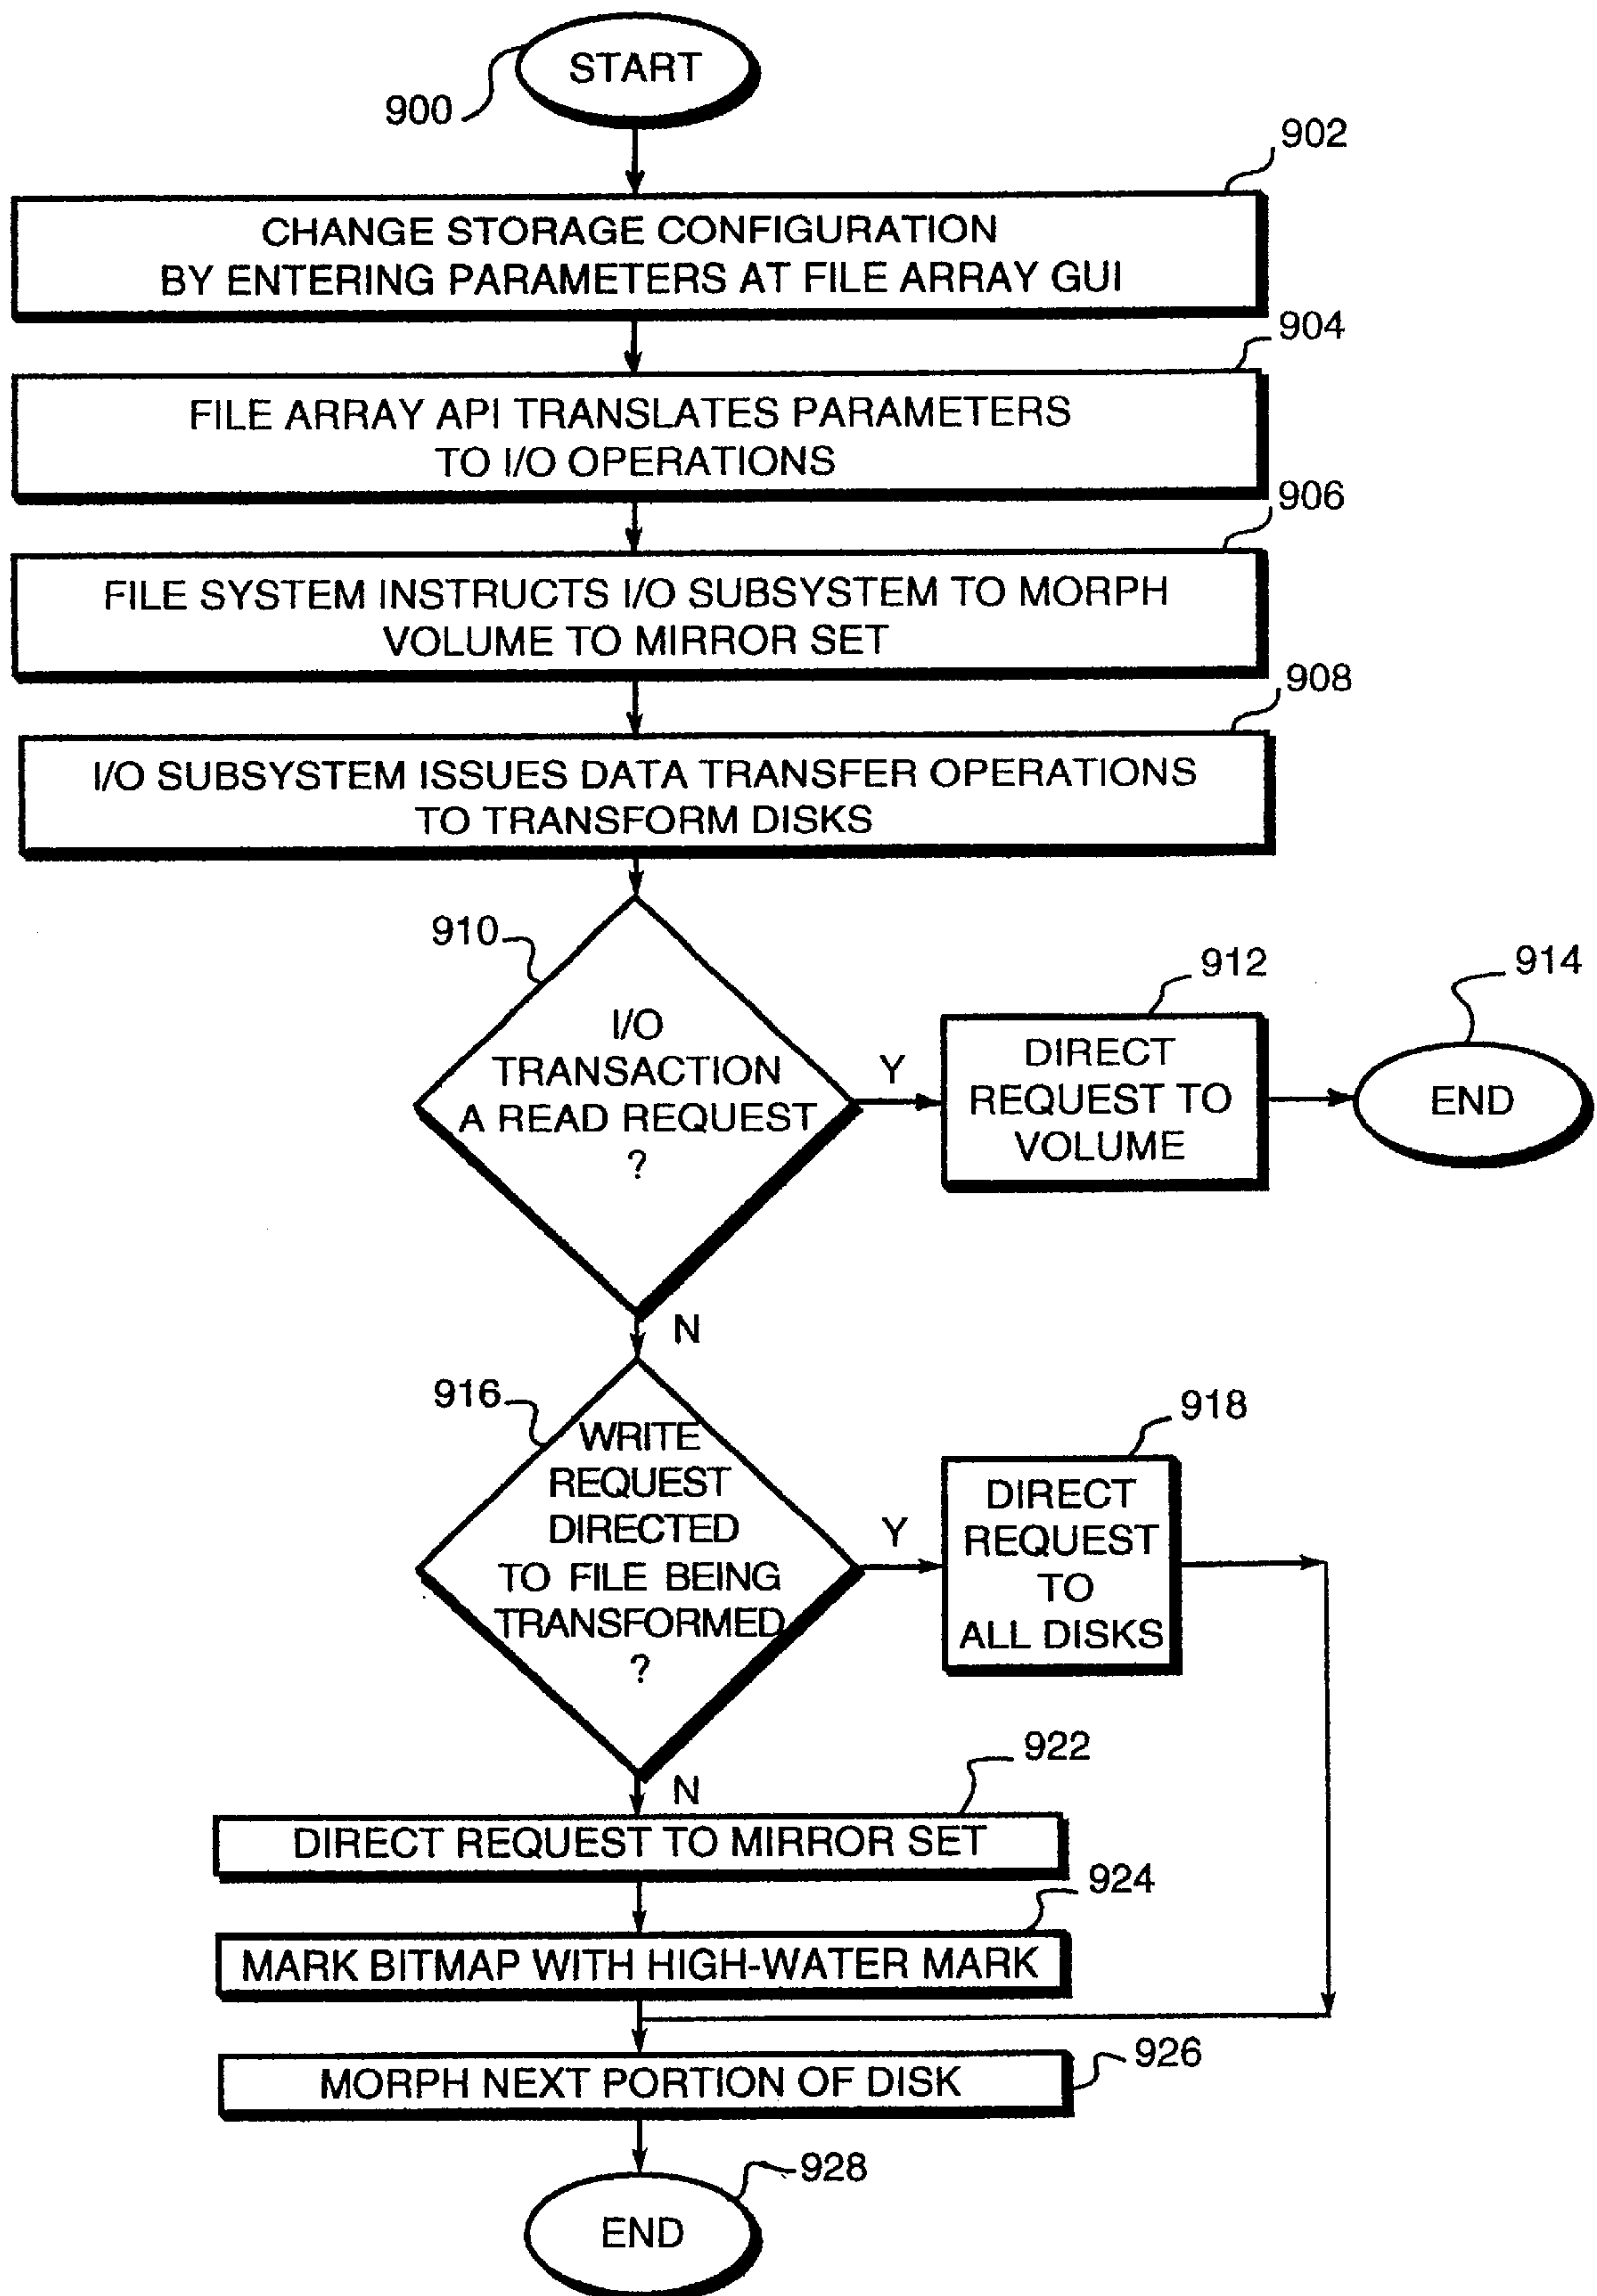 START
900
902
CHANGE STORAGE CONFIGURATION
BY ENTERING PARAMETERS AT FILE ARRAY GUI
904
FILE ARRAY API TRANSLATES PARAMETERS
TO I/O OPERATIONS
906
FILE SYSTEM INSTRUCTS I/O SUBSYSTEM TO MORPH
VOLUME TO MIRROR SET
908
I/O SUBSYSTEM ISSUES DATA TRANSFER OPERATIONS
TO TRANSFORM DISKS
910
I/O
TRANSACTION
A READ REQUEST
?
Y
912
DIRECT
REQUEST TO
VOLUME
914
END
N
916
WRITE
REQUEST
DIRECTED
TO FILE BEING
TRANSFORMED
?
Y
918
DIRECT
REQUEST
TO
ALL DISKS
N
922
DIRECT REQUEST TO MIRROR SET
924
MARK BITMAP WITH HIGH-WATER MARK
926
MORPH NEXT PORTION OF DISK
928
END